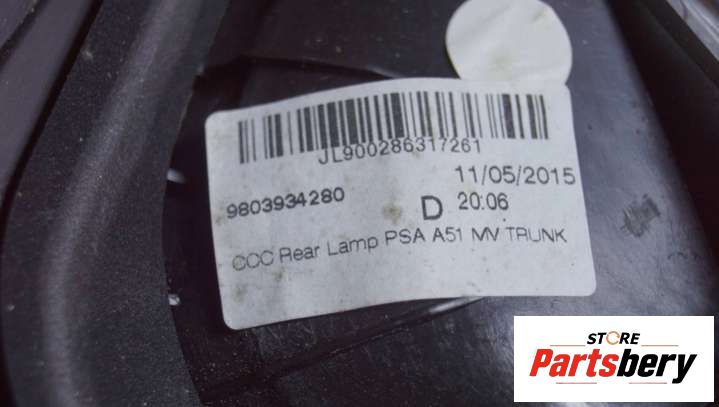 JL900286317261
11/05/2015
9803934280
D 20:06
CCC Rear Lamp PSA A51 MV TRUNK
STORE
Partsbery